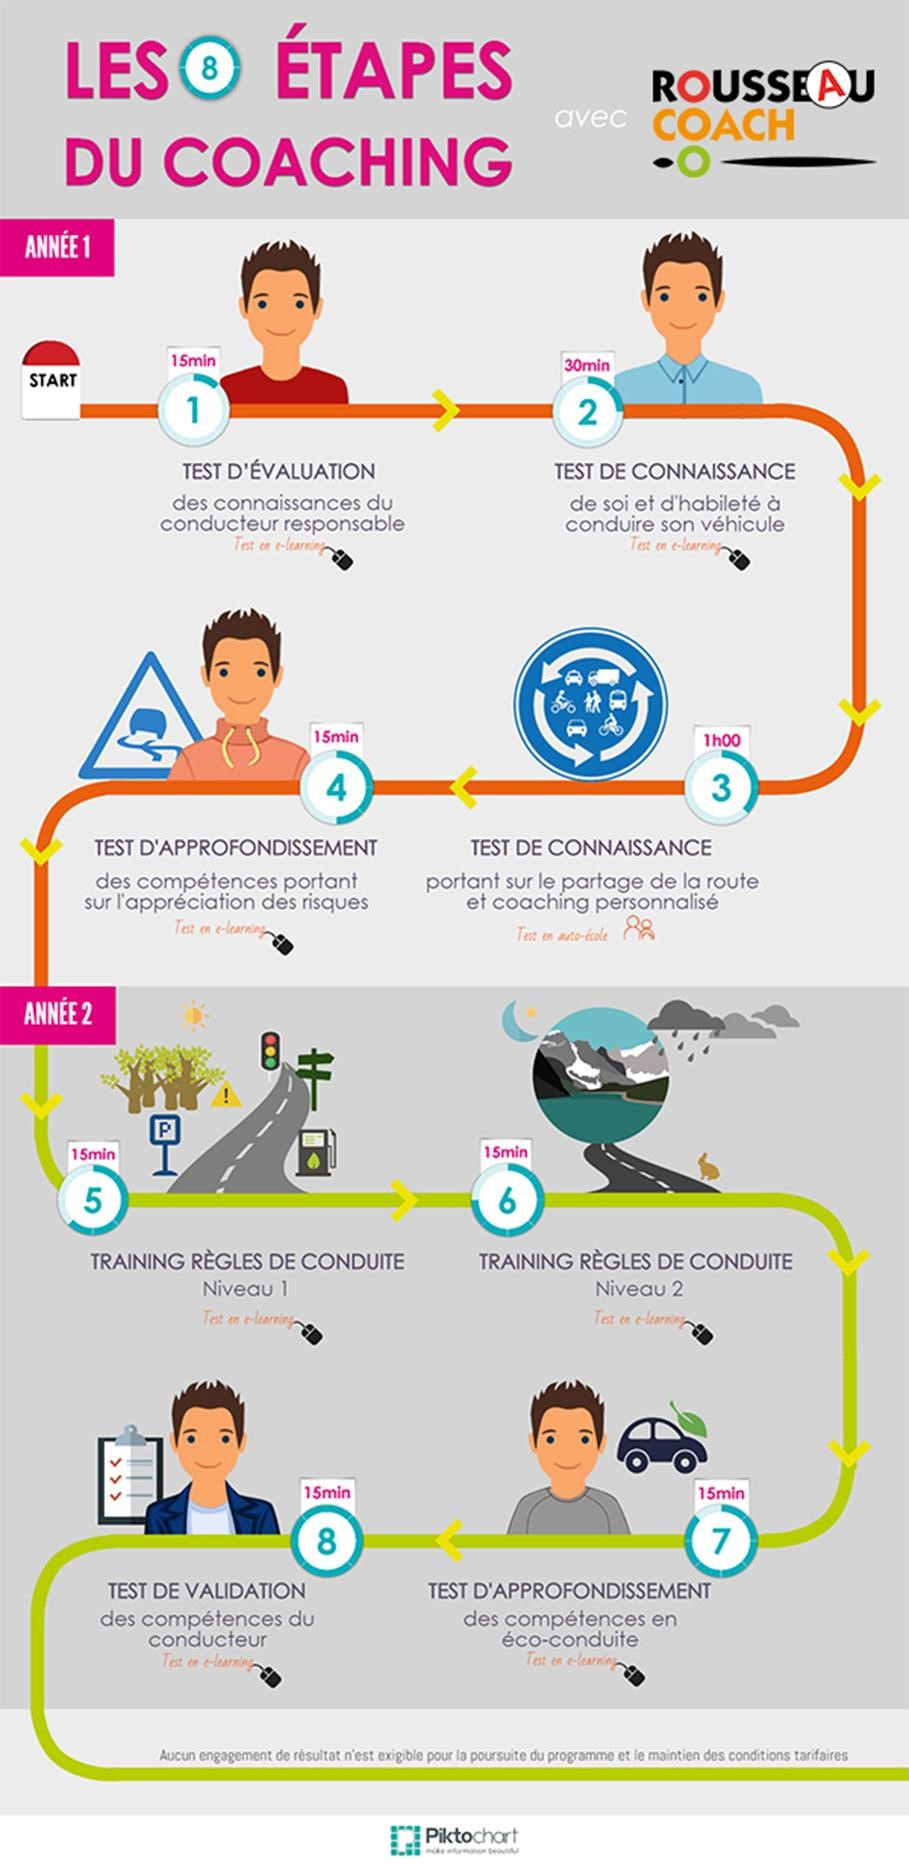 LES 8 ÉTAPES
DU COACHING
avec
ROUSSEAU
COACH
ANNÉE 1
START
15min
1
30min
2
TEST D'ÉVALUATION
des connaissances du
conducteur responsable
Test en e-learning
TEST DE CONNAISSANCE
de soi et d'habileté à
conduire son véhicule
Test en e-learning
15min
4
1h00
3
TEST D'APPROFONDISSEMENT
des compétences portant
sur l'appréciation des risques
Test en e-learning
TEST DE CONNAISSANCE
portant sur le partage de la route
et coaching personnalisé
Test en auto-école
ANNÉE 2
P
!
15min
5
15min
6
TRAINING RÈGLES DE CONDUITE
Niveau 1
Test en e-learning
TRAINING RÈGLES DE CONDUITE
Niveau 2
Test en e-learning
15min
8
15min
7
TEST DE VALIDATION
des compétences du
conducteur
Test en e-learning
TEST D'APPROFONDISSEMENT
des compétences en
éco-conduite
Test en e-learning
Aucun engagement de résultat n'est exigible pour la poursuite du programme et le maintien des conditions tarifaires
Piktochart
make information beautiful